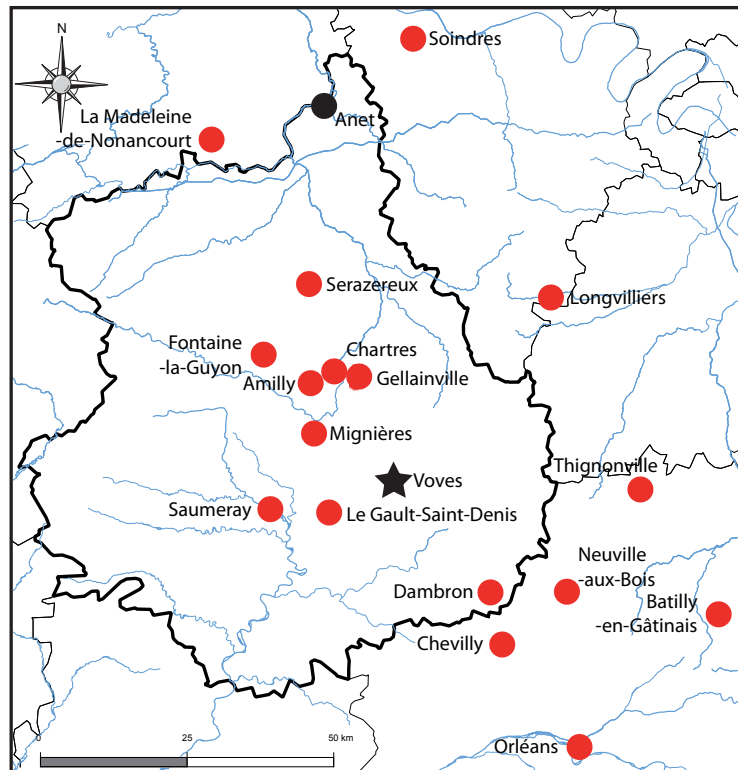 Soindres
N
Anet
La Madeleine
-de-Nonancourt
Serazereux
Longvilliers
Fontaine
-la-Guyon
Chartres
Amilly
Gellainville
Mignières
Thignonville
Voves
Saumeray
Le Gault-Saint-Denis
Neuville
-aux-Bois
Dambron
Batilly
-en-Gâtinais
Chevilly
Orléans
0 25 50 km